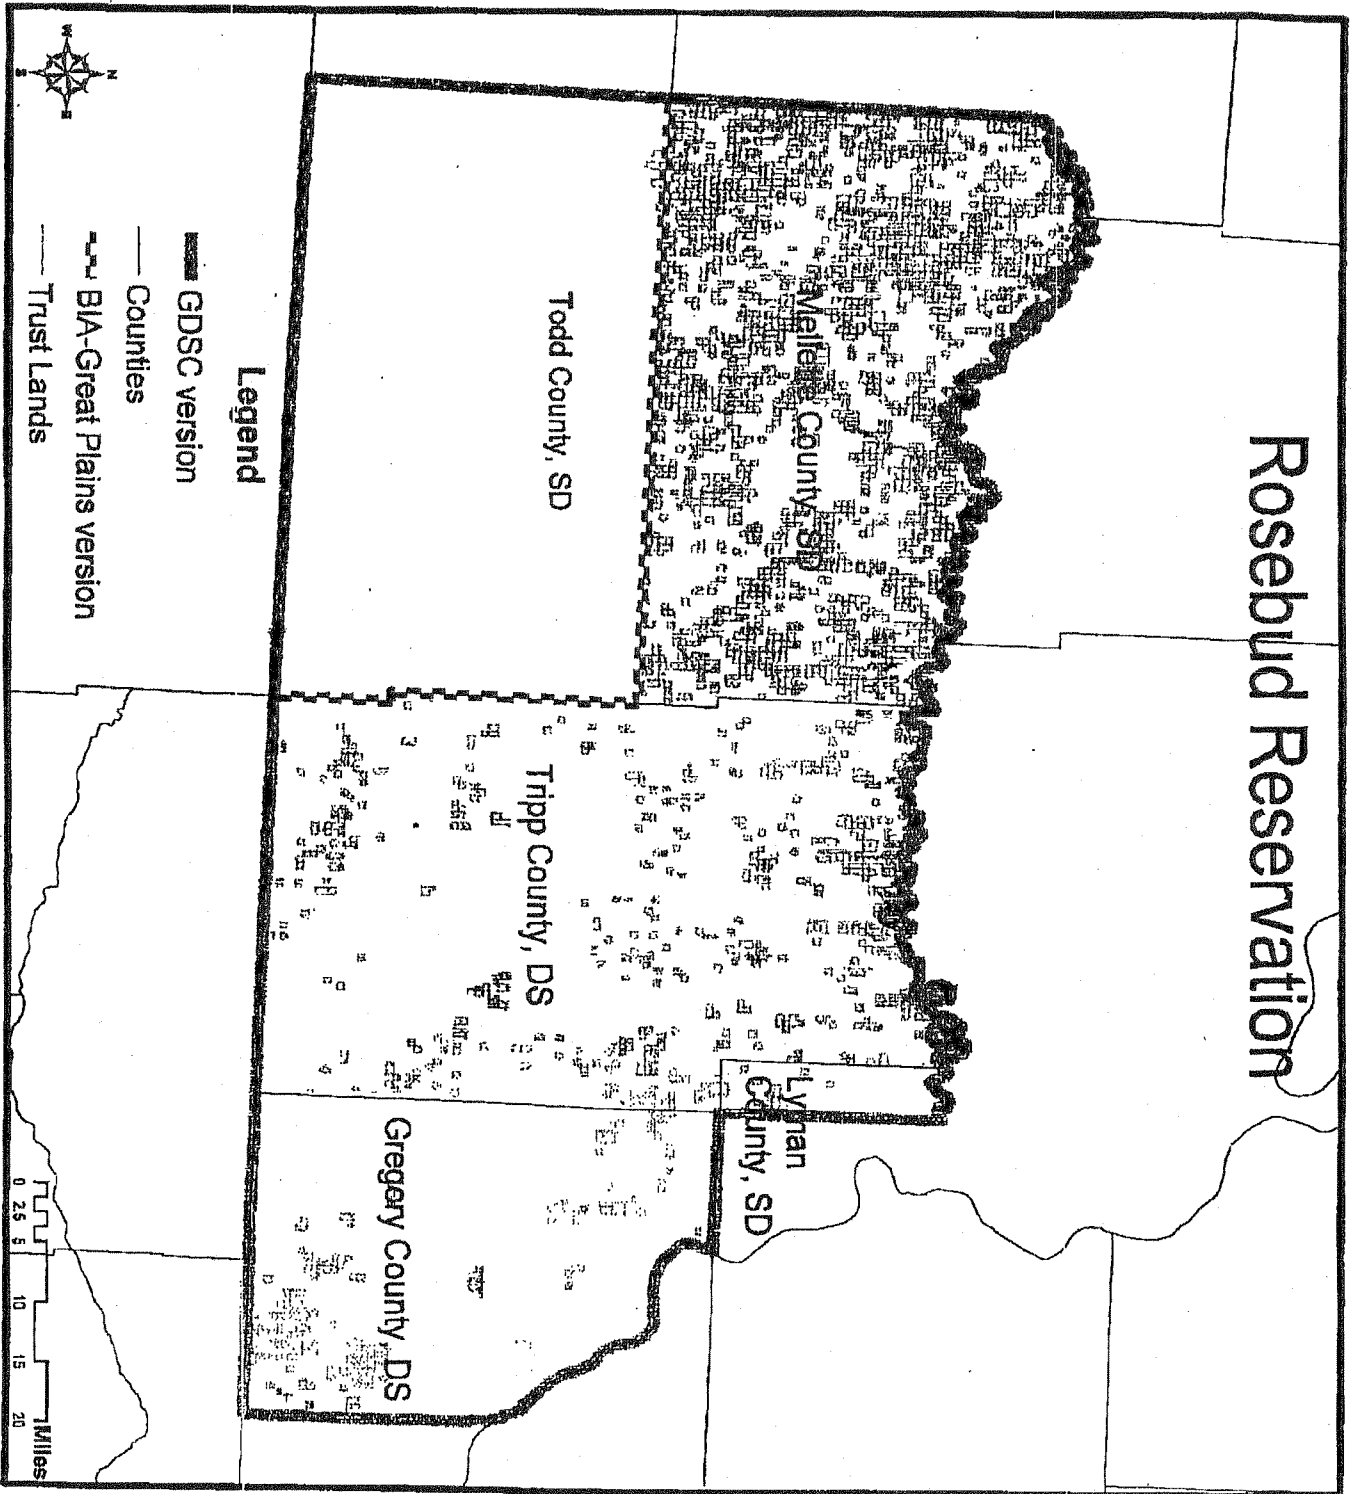 Rosebud Reservation
Mellette County, SD
Todd County, SD
Tripp County, DS
Lyman
County, SD
Gregory County, DS
Legend
GDSC version
Counties
BIA-Great Plains version
Trust Lands
N
W
E
S
0 2.5 5 10 15 20
Miles